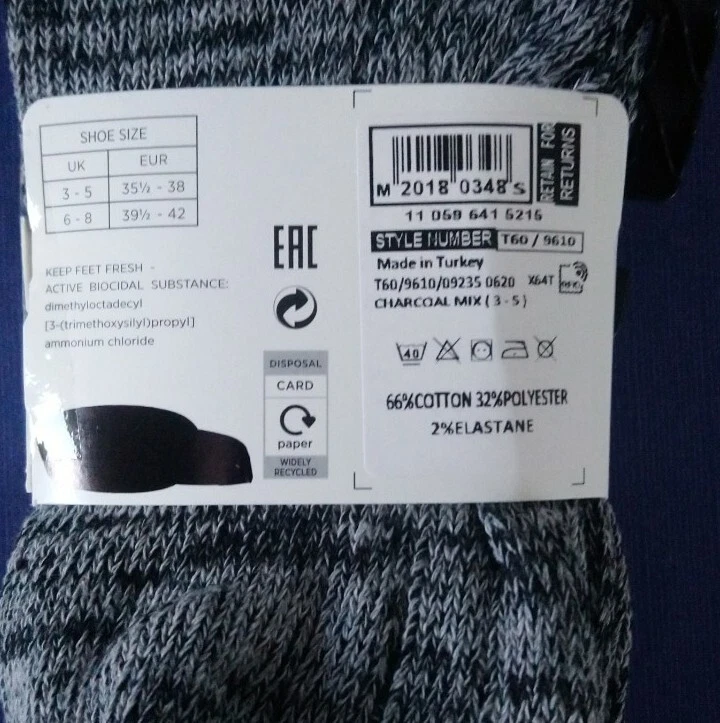 SHOE SIZE
UK EUR
3 - 5 35½ - 38
6 - 8 39½ - 42
KEEP FEET FRESH -
ACTIVE BIOCIDAL SUBSTANCE:
dimethyloctadecyl
[3-(trimethoxysilyl)propyl]
ammonium chloride
EAC
DISPOSAL
CARD
paper
WIDELY
RECYCLED
M 2018 0348 S
RETAIN FOR
RETURNS
11 059 641 5215
STYLE NUMBER T60 / 9610
Made in Turkey
T60/9610/09235 0620 X64T
CHARCOAL MIX ( 3 - 5 )
40
66%COTTON 32%POLYESTER
2%ELASTANE